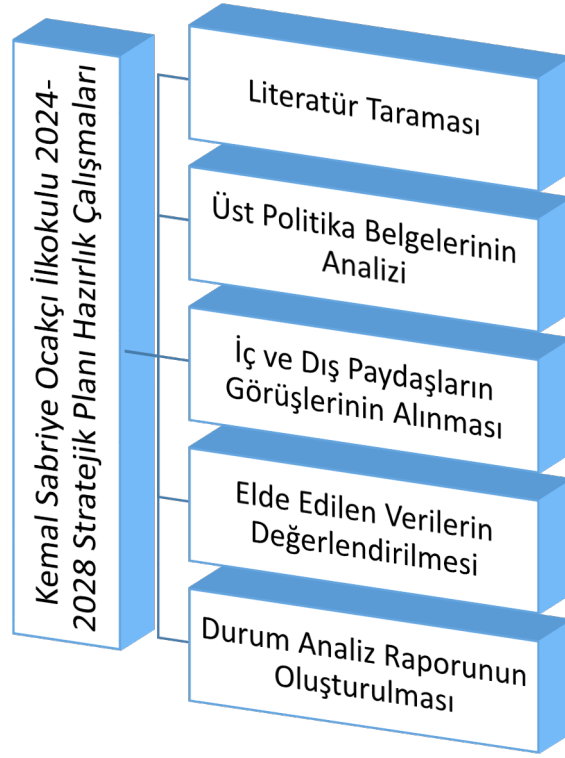 Kemal Sabriye Ocakçı İlkokulu 2024-
2028 Stratejik Planı Hazırlık Çalışmaları
Literatür Taraması
Üst Politika Belgelerinin
Analizi
İç ve Dış Paydaşların
Görüşlerinin Alınması
Elde Edilen Verilerin
Değerlendirilmesi
Durum Analiz Raporunun
Oluşturulması